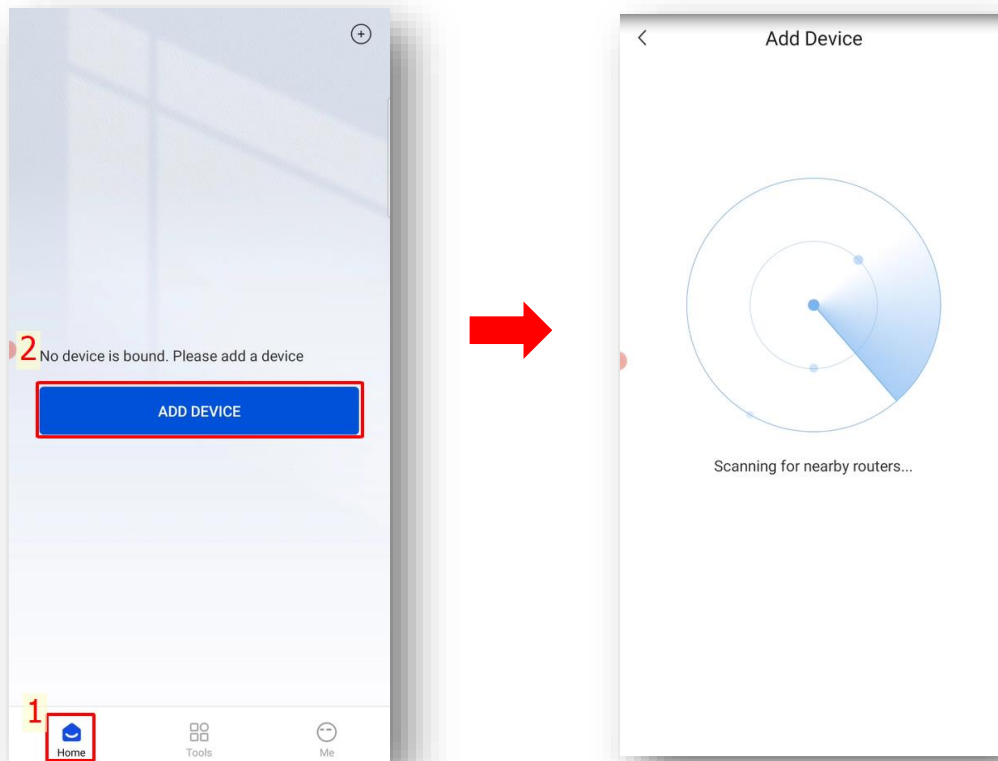 2
No device is bound. Please add a device
ADD DEVICE
1
Home
Tools
Me
Add Device
Scanning for nearby routers...